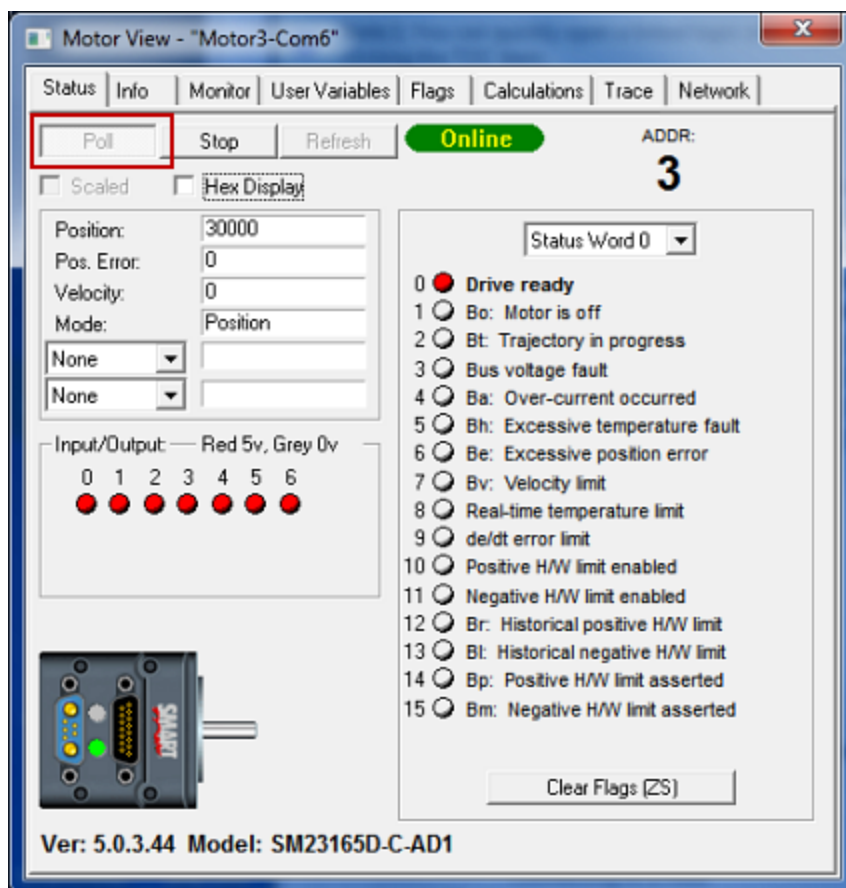 Motor View - "Motor3-Com6"
Status Info Monitor User Variables Flags Calculations Trace Network
Poll Stop Refresh Online ADDR:
3
Scaled Hex Display
Position: 30000
Pos. Error: 0
Velocity: 0
Mode: Position
None
None
Input/Output: Red 5v, Grey 0v
0 1 2 3 4 5 6
Status Word 0
0 Drive ready
1 Bo: Motor is off
2 Bt: Trajectory in progress
3 Bus voltage fault
4 Ba: Over-current occurred
5 Bh: Excessive temperature fault
6 Be: Excessive position error
7 Bv: Velocity limit
8 Real-time temperature limit
9 de/dt error limit
10 Positive H/W limit enabled
11 Negative H/W limit enabled
12 Br: Historical positive H/W limit
13 Bl: Historical negative H/W limit
14 Bp: Positive H/W limit asserted
15 Bm: Negative H/W limit asserted
Clear Flags (ZS)
SMART
Ver: 5.0.3.44 Model: SM23165D-C-AD1